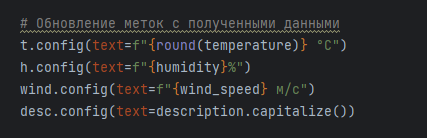 # Обновление меток с полученными данными
t.config(text=f"{round(temperature)} °C")
h.config(text=f"{humidity}%")
wind.config(text=f"{wind_speed} м/с")
desc.config(text=description.capitalize())